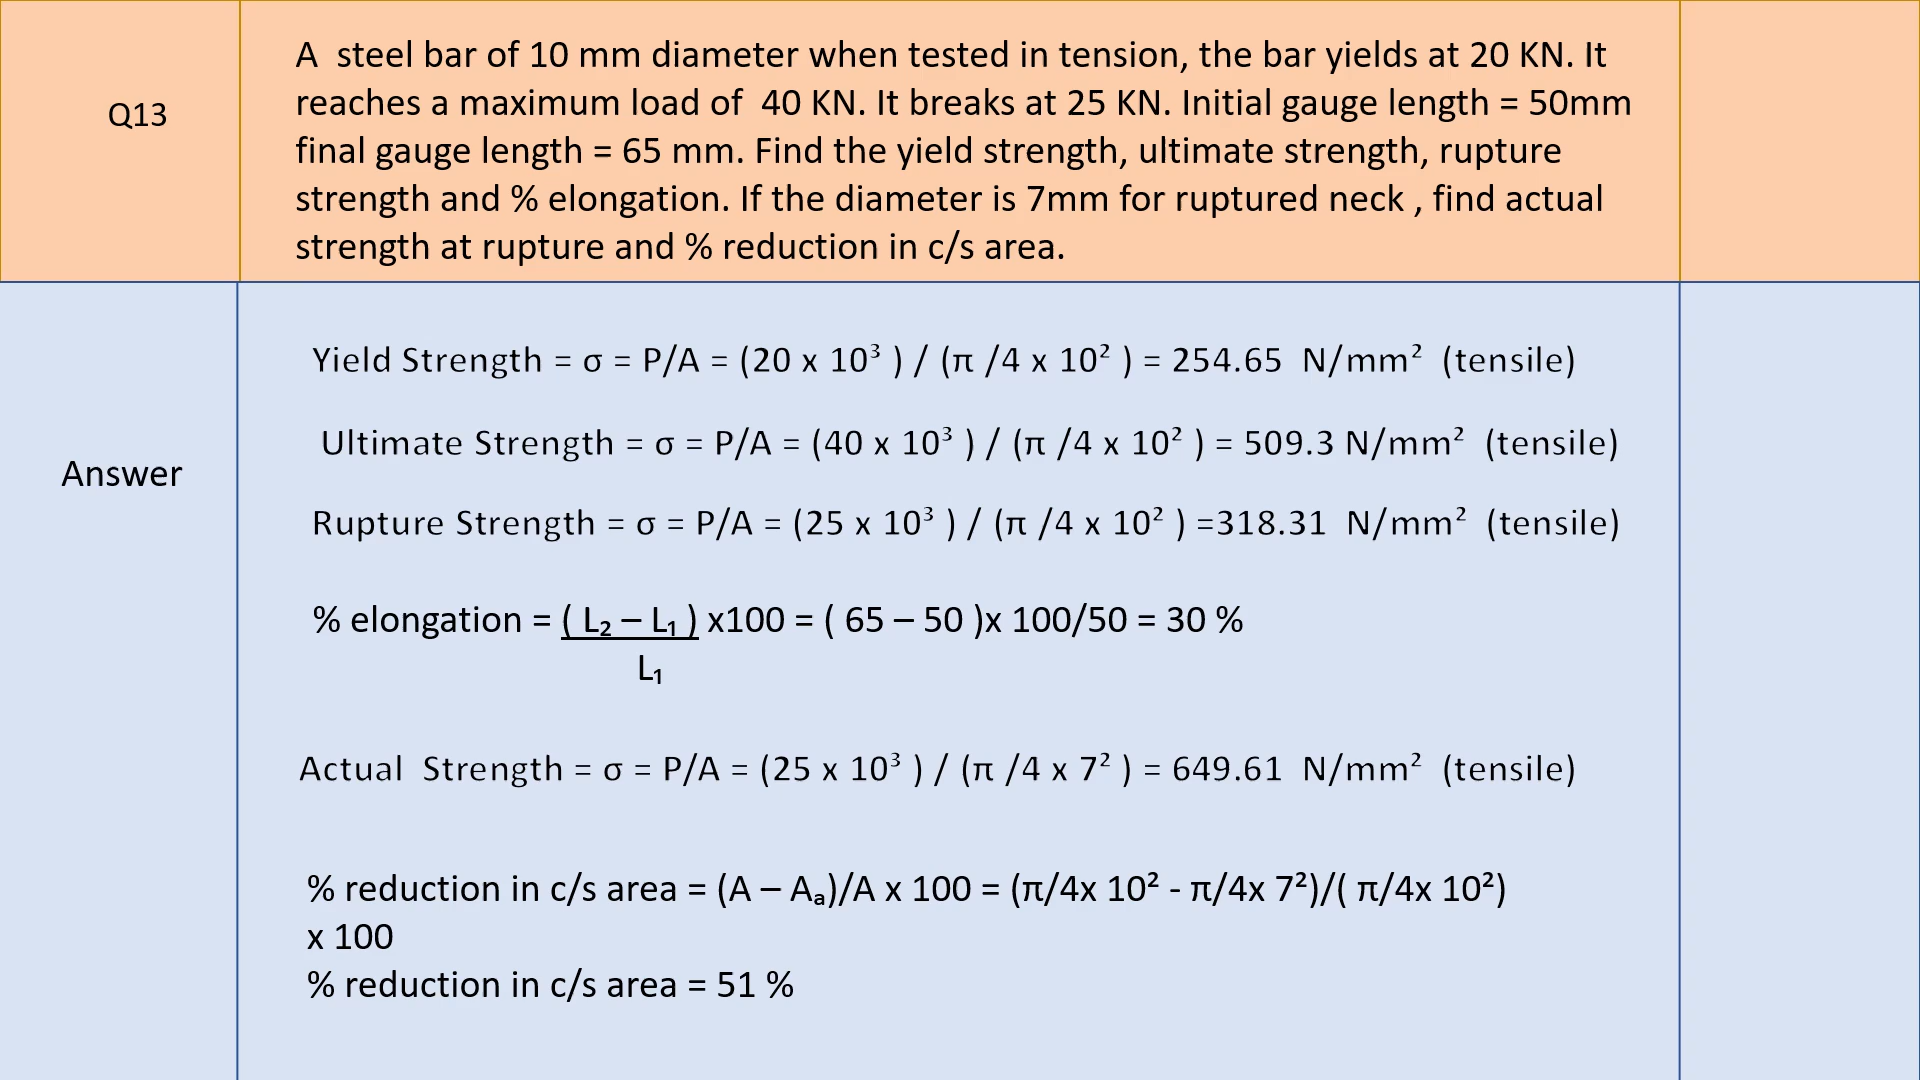 Q13
A steel bar of 10 mm diameter when tested in tension, the bar yields at 20 KN. It
reaches a maximum load of 40 KN. It breaks at 25 KN. Initial gauge length = 50mm
final gauge length = 65 mm. Find the yield strength, ultimate strength, rupture
strength and % elongation. If the diameter is 7mm for ruptured neck , find actual
strength at rupture and % reduction in c/s area.
Answer
Yield Strength = σ = P/A = (20 x 10³ ) / (π /4 x 10² ) = 254.65 N/mm² (tensile)
Ultimate Strength = σ = P/A = (40 x 10³ ) / (π /4 x 10² ) = 509.3 N/mm² (tensile)
Rupture Strength = σ = P/A = (25 x 10³ ) / (π /4 x 10² ) =318.31 N/mm² (tensile)
% elongation = ( L₂ – L₁ ) x100 = ( 65 – 50 )x 100/50 = 30 %
L₁
Actual Strength = σ = P/A = (25 x 10³ ) / (π /4 x 7² ) = 649.61 N/mm² (tensile)
% reduction in c/s area = (A – Aₐ)/A x 100 = (π/4x 10² - π/4x 7²)/( π/4x 10²)
x 100
% reduction in c/s area = 51 %